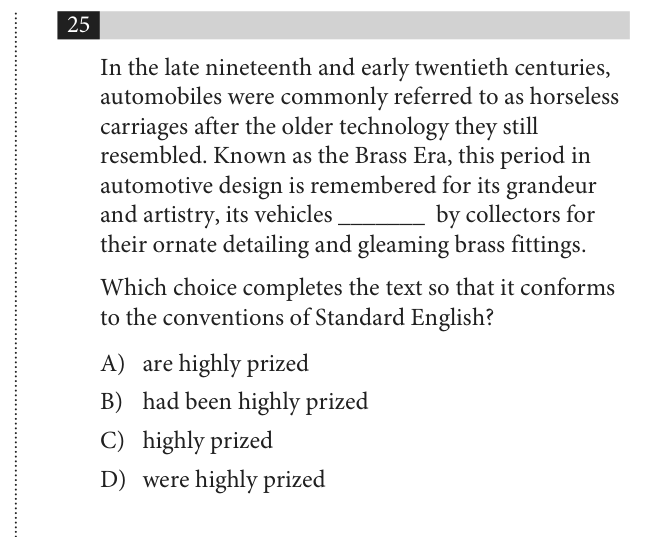 25
In the late nineteenth and early twentieth centuries,
automobiles were commonly referred to as horseless
carriages after the older technology they still
resembled. Known as the Brass Era, this period in
automotive design is remembered for its grandeur
and artistry, its vehicles _______ by collectors for
their ornate detailing and gleaming brass fittings.
Which choice completes the text so that it conforms
to the conventions of Standard English?
A) are highly prized
B) had been highly prized
C) highly prized
D) were highly prized